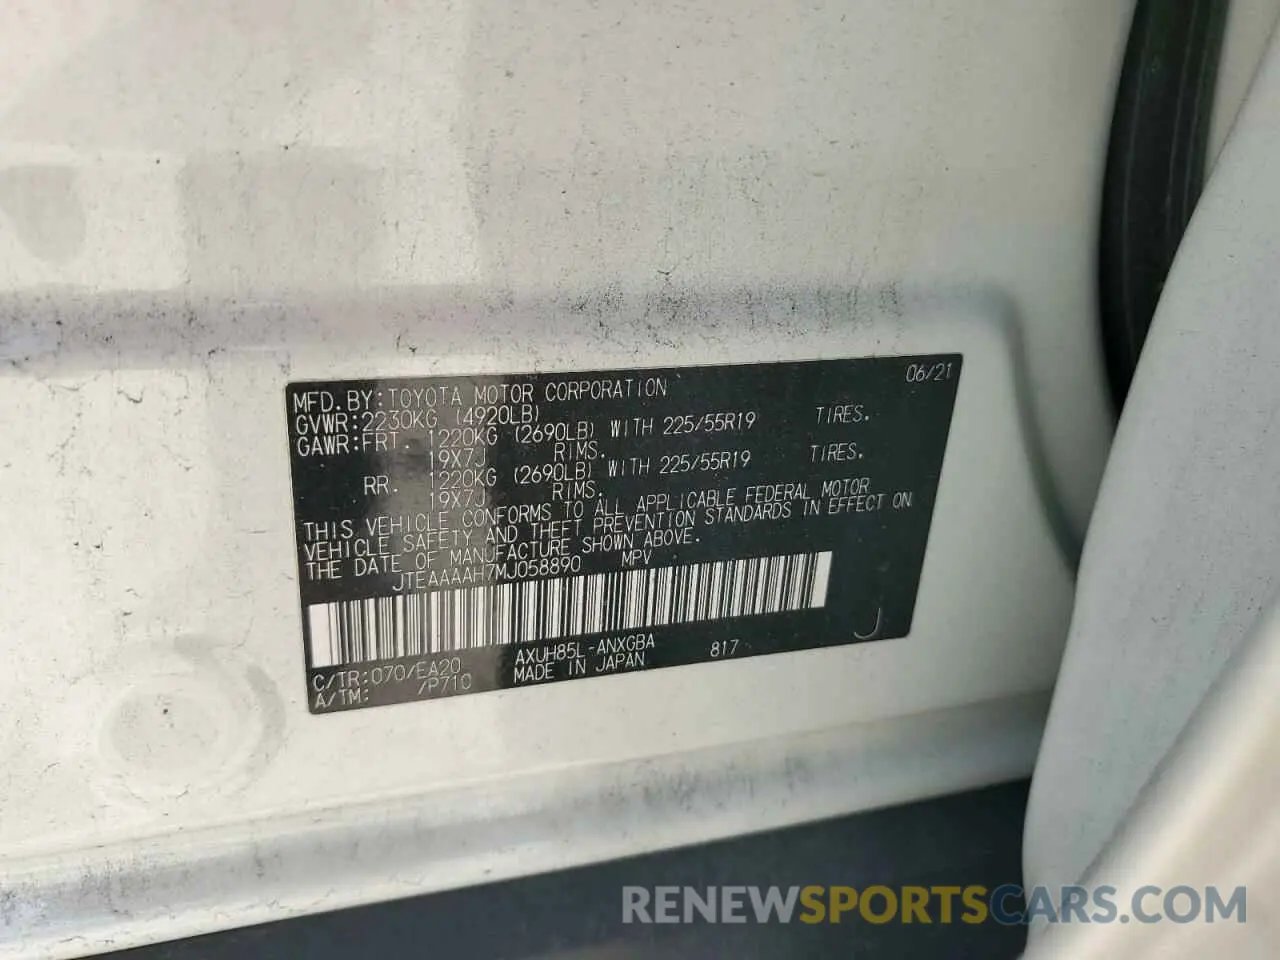 MFD. BY: TOYOTA MOTOR CORPORATION 06/21
GVWR: 2230KG (4920LB)
GAWR: FRT 1220KG (2690LB) WITH 225/55R19 TIRES.
19X7J RIMS.
RR. 1220KG (2690LB) WITH 225/55R19 TIRES.
19X7J RIMS.
THIS VEHICLE CONFORMS TO ALL APPLICABLE FEDERAL MOTOR
VEHICLE SAFETY AND THEFT PREVENTION STANDARDS IN EFFECT ON
THE DATE OF MANUFACTURE SHOWN ABOVE.
JTEAAAAH7MJ058890 MPV
C/TR: 070/EA20 AXUH85L-ANXGBA 817 J
A/TM: /P710 MADE IN JAPAN
RENEWSPORTSCARS.COM